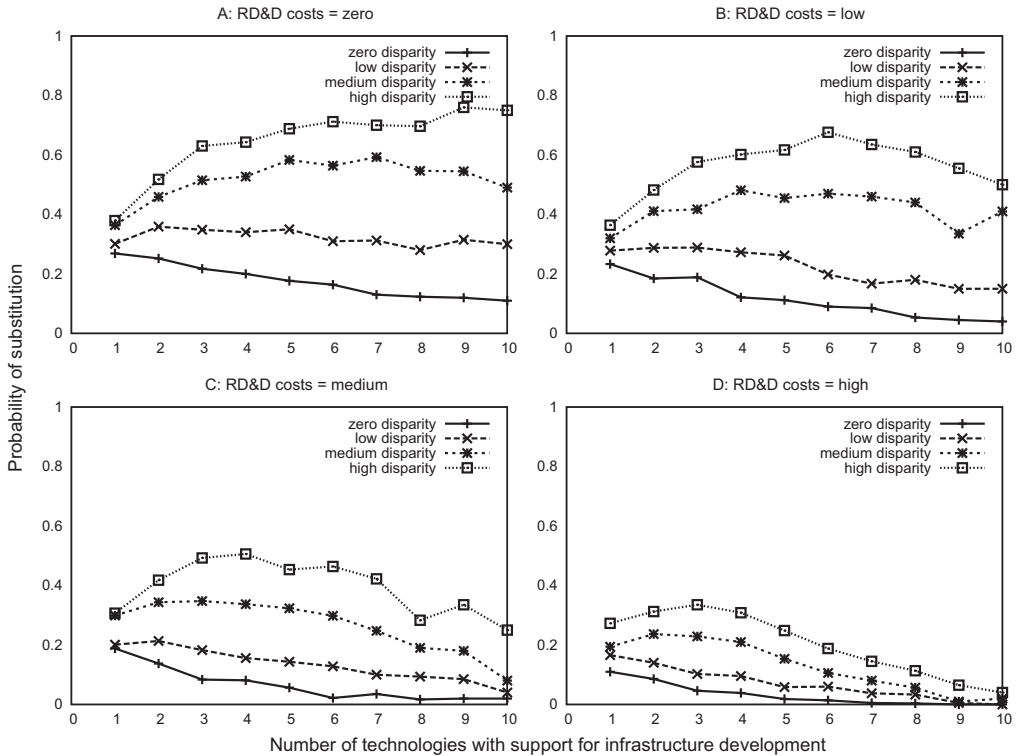 A: RD&D costs = zero
1
0.8
0.6
0.4
0.2
0
zero disparity
low disparity
medium disparity
high disparity
0 1 2 3 4 5 6 7 8 9 10
B: RD&D costs = low
1
0.8
0.6
0.4
0.2
0
zero disparity
low disparity
medium disparity
high disparity
0 1 2 3 4 5 6 7 8 9 10
Probability of substitution
C: RD&D costs = medium
1
0.8
0.6
0.4
0.2
0
zero disparity
low disparity
medium disparity
high disparity
0 1 2 3 4 5 6 7 8 9 10
D: RD&D costs = high
1
0.8
0.6
0.4
0.2
0
zero disparity
low disparity
medium disparity
high disparity
0 1 2 3 4 5 6 7 8 9 10
Number of technologies with support for infrastructure development